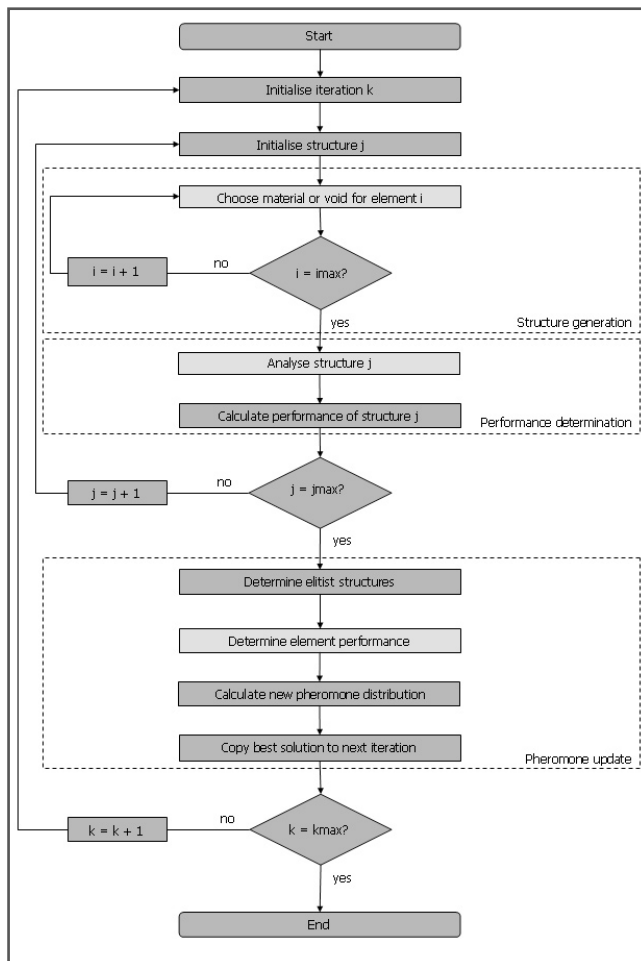 Start
Initialise iteration k
Initialise structure j
Choose material or void for element i
i = i + 1
no
i = imax?
yes
Structure generation
Analyse structure j
Calculate performance of structure j
Performance determination
j = j + 1
no
j = jmax?
yes
Determine elitist structures
Determine element performance
Calculate new pheromone distribution
Copy best solution to next iteration
Pheromone update
k = k + 1
no
k = kmax?
yes
End